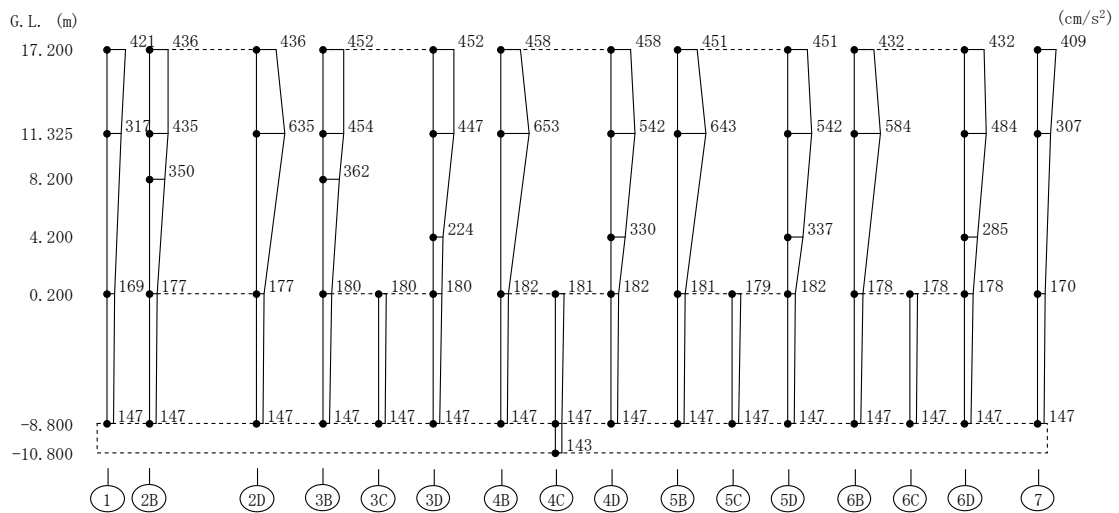 G.L. (m) (cm/s²)
17.200 421 436 436 452 452 458 458 451 451 432 432 409
11.325 317 435 635 454 447 653 542 643 542 584 484 307
8.200 350 362
4.200 224 330 337 285
0.200 169 177 177 180 180 180 182 181 182 181 179 182 178 178 178 170
-8.800 147 147 147 147 147 147 147 147 147 147 147 147 147 147 147 147
-10.800 143
1 2B 2D 3B 3C 3D 4B 4C 4D 5B 5C 5D 6B 6C 6D 7